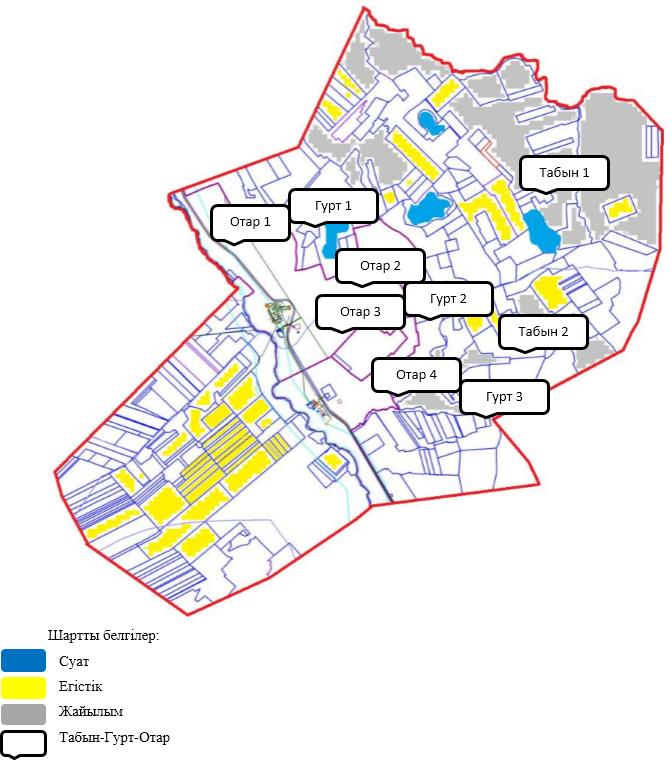 Табын 1
Гурт 1
Отар 1
Отар 2
Гурт 2
Отар 3
Табын 2
Отар 4
Гурт 3
Шартты белгілер:
Суат
Егістік
Жайылым
Табын-Гурт-Отар